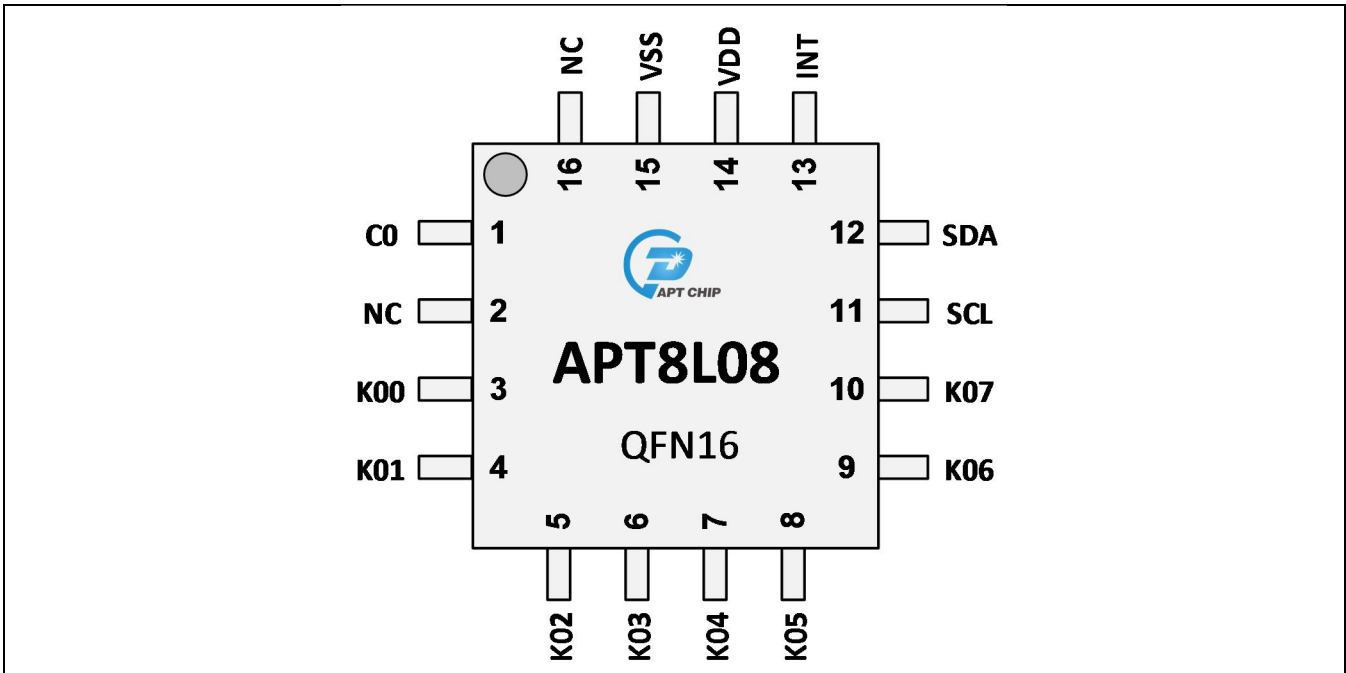 NC VSS VDD INT
16 15 14 13
C0 1 12 SDA
APT CHIP
NC 2 11 SCL
APT8L08
K00 3 10 K07
QFN16
K01 4 9 K06
5 6 7 8
K02 K03 K04 K05